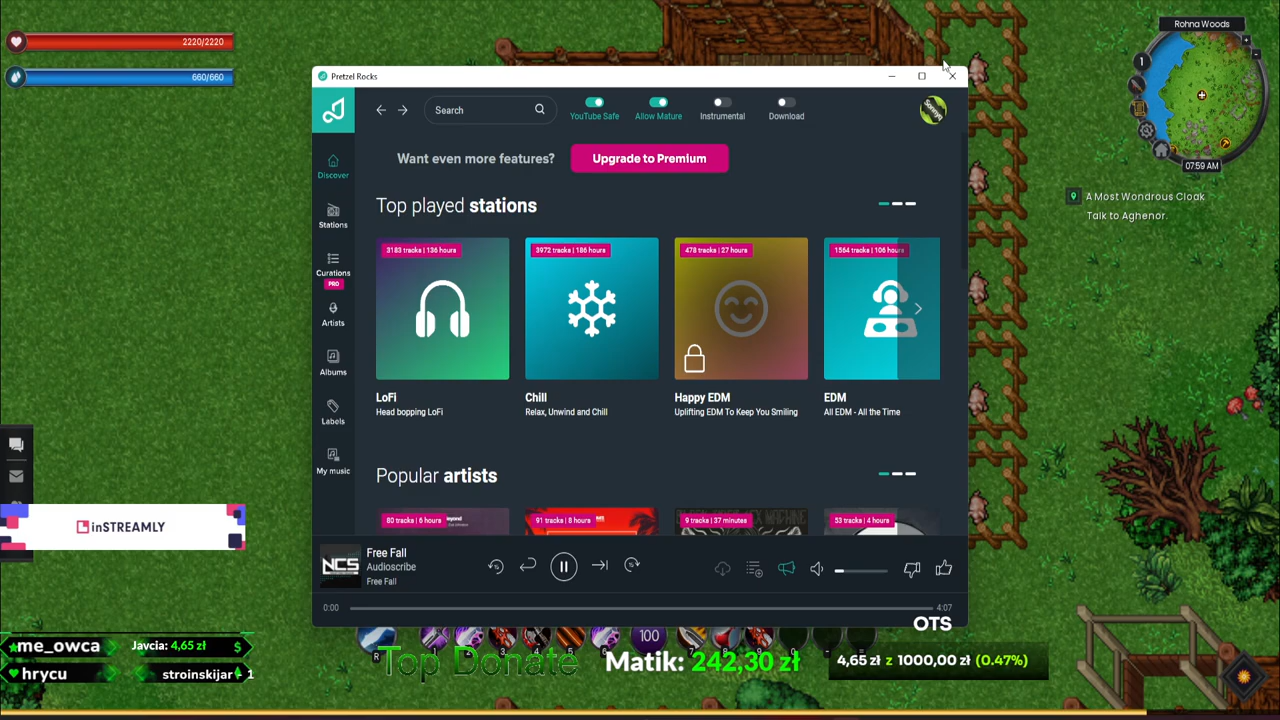 Rohna Woods
2220/2220
660/660
1
07:59 AM
A Most Wondrous Cloak
Talk to Aghenor.
Pretzel Rocks
Search
YouTube Safe
Allow Mature
Instrumental
Download
Want even more features?
Upgrade to Premium
Discover
Stations
Curations
PRO
Artists
Albums
Labels
My music
Top played stations
3183 tracks | 136 hours
3972 tracks | 186 hours
478 tracks | 27 hours
1564 tracks | 106 hours
LoFi
Head bopping LoFi
Chill
Relax, Unwind and Chill
Happy EDM
Uplifting EDM To Keep You Smiling
EDM
All EDM - All the Time
Popular artists
80 tracks | 6 hours
91 tracks | 8 hours
9 tracks | 37 minutes
53 tracks | 4 hours
NCS
Free Fall
Audioscribe
Free Fall
0:00
4:07
OTS
inSTREAMLY
me_owca
Javcia: 4,65 zł
$
hrycu
stroinskijar
1
R
100
Top Donate
Matik: 242,30 zł
4,65 zł z 1000,00 zł (0.47%)